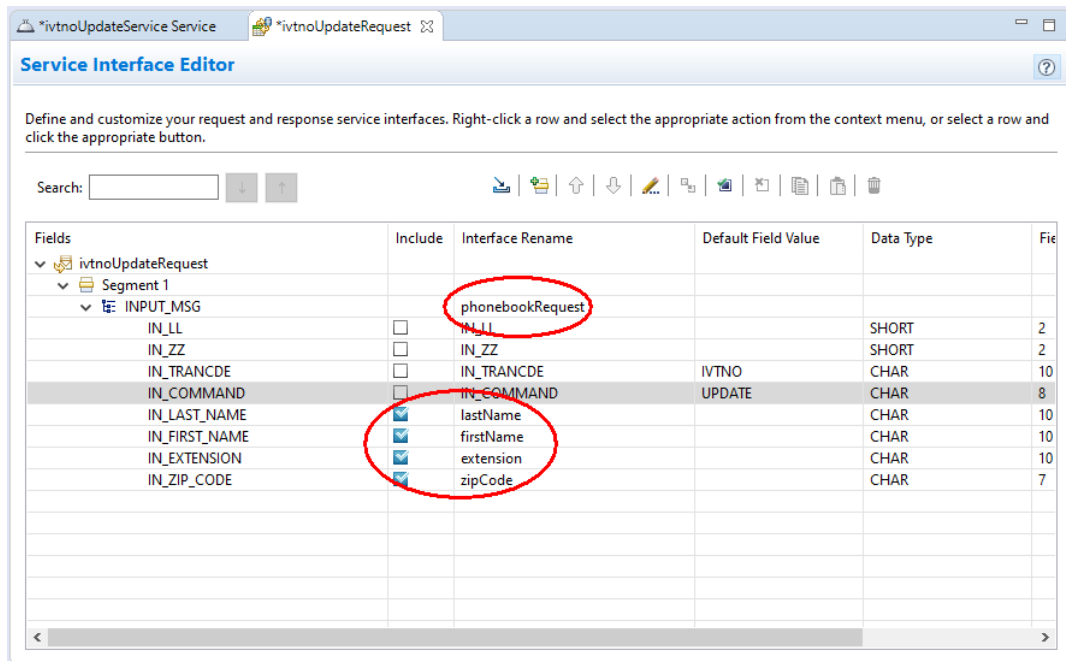 *ivtnoUpdateService Service *ivtnoUpdateRequest
Service Interface Editor
Define and customize your request and response service interfaces. Right-click a row and select the appropriate action from the context menu, or select a row and
click the appropriate button.
Search:
Fields Include Interface Rename Default Field Value Data Type Fie
ivtnoUpdateRequest
Segment 1
INPUT_MSG phonebookRequest
IN_LL IN_LL SHORT 2
IN_ZZ IN_ZZ SHORT 2
IN_TRANCDE IN_TRANCDE IVTNO CHAR 10
IN_COMMAND IN_COMMAND UPDATE CHAR 8
IN_LAST_NAME lastName CHAR 10
IN_FIRST_NAME firstName CHAR 10
IN_EXTENSION extension CHAR 10
IN_ZIP_CODE zipCode CHAR 7